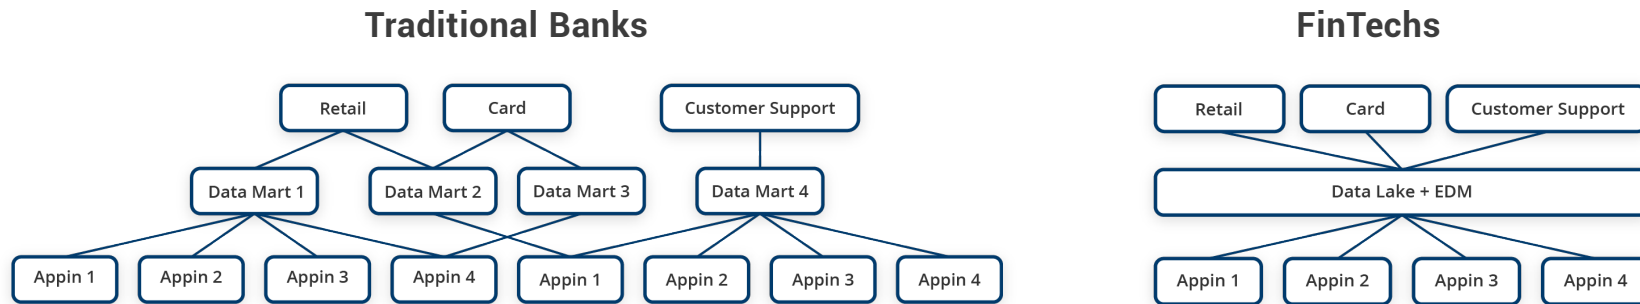 Traditional Banks
FinTechs
Retail
Card
Customer Support
Retail
Card
Customer Support
Data Mart 1
Data Mart 2
Data Mart 3
Data Mart 4
Data Lake + EDM
Appin 1
Appin 2
Appin 3
Appin 4
Appin 1
Appin 2
Appin 3
Appin 4
Appin 1
Appin 2
Appin 3
Appin 4